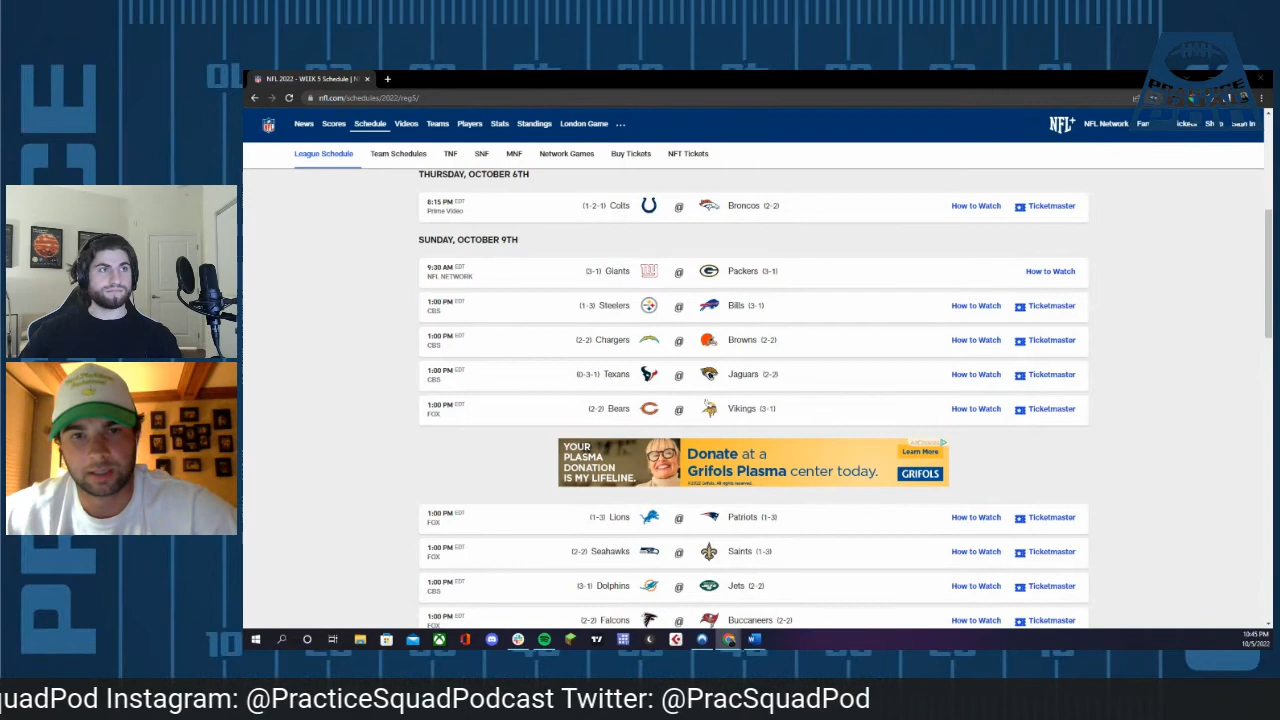 NFL 2022 - WEEK 5 Schedule | N
nfl.com/schedules/2022/reg5/
News Scores Schedule Videos Teams Players Stats Standings London Game ...
NFL+ NFL Network
League Schedule Team Schedules TNF SNF MNF Network Games Buy Tickets NFT Tickets
THURSDAY, OCTOBER 6TH
8:15 PM EDT
Prime Video
(1-2-1) Colts @ Broncos (2-2) How to Watch Ticketmaster
SUNDAY, OCTOBER 9TH
9:30 AM EDT
NFL NETWORK
(3-1) Giants @ Packers (3-1) How to Watch
1:00 PM EDT
CBS
(1-3) Steelers @ Bills (3-1) How to Watch Ticketmaster
1:00 PM EDT
CBS
(2-2) Chargers @ Browns (2-2) How to Watch Ticketmaster
1:00 PM EDT
CBS
(0-3-1) Texans @ Jaguars (2-2) How to Watch Ticketmaster
1:00 PM EDT
FOX
(2-2) Bears @ Vikings (3-1) How to Watch Ticketmaster
YOUR
PLASMA
DONATION
IS MY LIFELINE.
Donate at a
Grifols Plasma center today.
Learn More
GRIFOLS
1:00 PM EDT
FOX
(1-3) Lions @ Patriots (1-3) How to Watch Ticketmaster
1:00 PM EDT
FOX
(2-2) Seahawks @ Saints (1-3) How to Watch Ticketmaster
1:00 PM EDT
CBS
(3-1) Dolphins @ Jets (2-2) How to Watch Ticketmaster
1:00 PM EDT
FOX
(2-2) Falcons @ Buccaneers (2-2) How to Watch Ticketmaster
10:45 PM
10/5/2022
quadPod Instagram: @PracticeSquadPodcast Twitter: @PracSquadPod